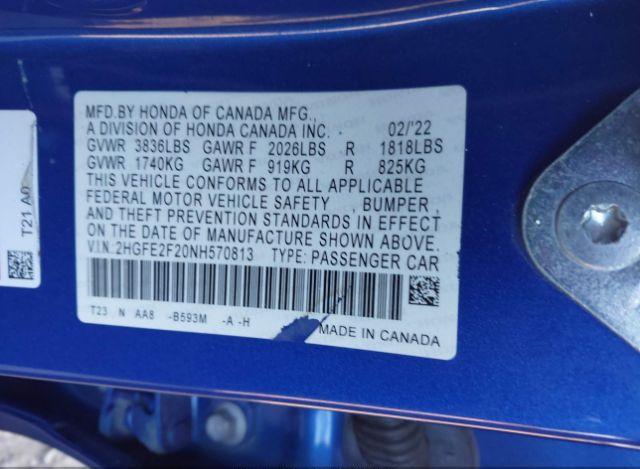 MFD.BY HONDA OF CANADA MFG.,
A DIVISION OF HONDA CANADA INC. 02/'22
GVWR 3836LBS GAWR F 2026LBS R 1818LBS
GVWR 1740KG GAWR F 919KG R 825KG
THIS VEHICLE CONFORMS TO ALL APPLICABLE
FEDERAL MOTOR VEHICLE SAFETY , BUMPER ,
AND THEFT PREVENTION STANDARDS IN EFFECT
ON THE DATE OF MANUFACTURE SHOWN ABOVE.
V.I.N:2HGFE2F20NH570813 TYPE: PASSENGER CAR
T23 N AA8 -B593M -A -H
MADE IN CANADA
T21 A0